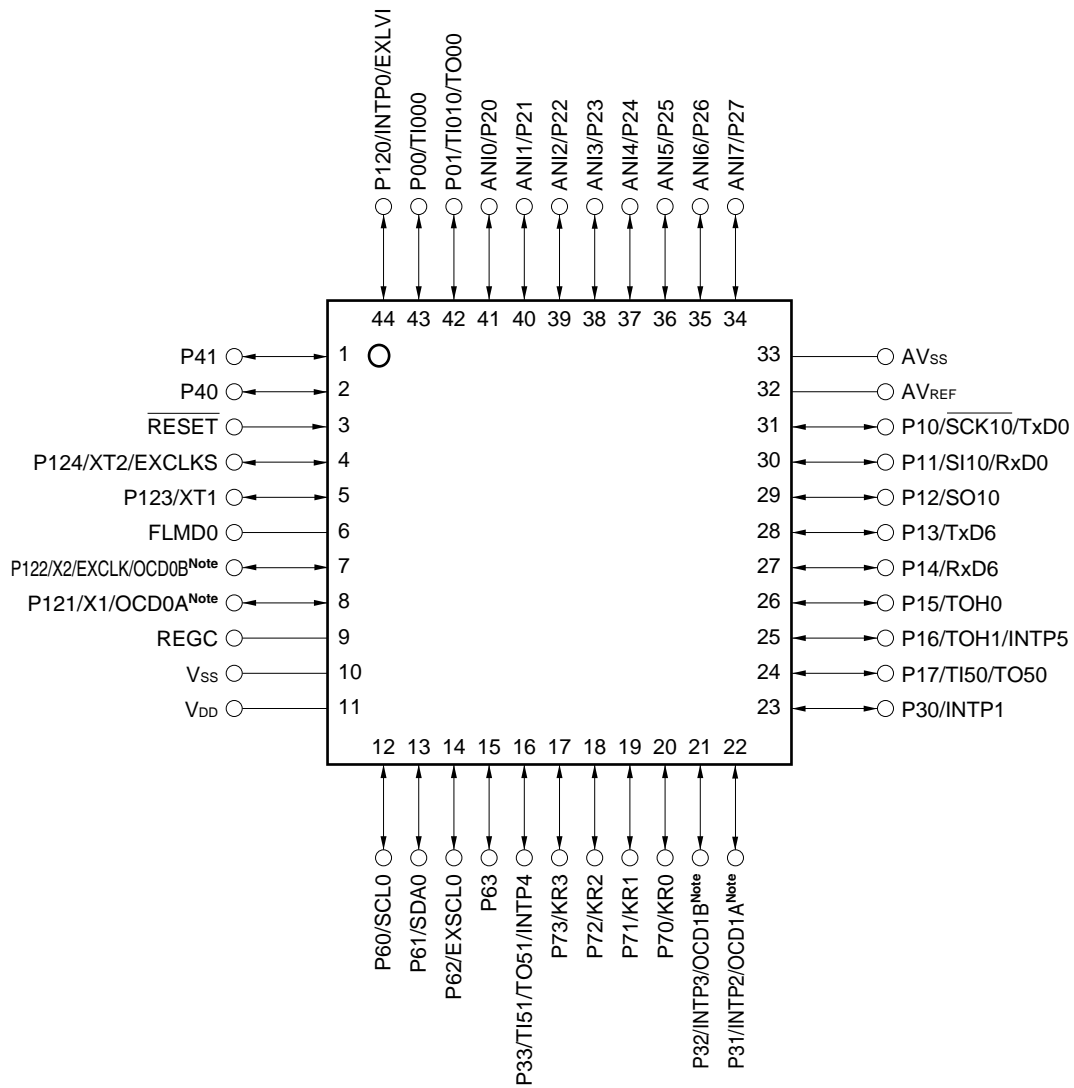 P120/INTP0/EXLVI
P00/TI000
P01/TI010/TO00
ANI0/P20
ANI1/P21
ANI2/P22
ANI3/P23
ANI4/P24
ANI5/P25
ANI6/P26
ANI7/P27
44 43 42 41 40 39 38 37 36 35 34
P41 1
P40 2
RESET 3
P124/XT2/EXCLKS 4
P123/XT1 5
FLMD0 6
P122/X2/EXCLK/OCD0BNote 7
P121/X1/OCD0ANote 8
REGC 9
VSS 10
VDD 11
33 AVSS
32 AVREF
31 P10/SCK10/TxD0
30 P11/SI10/RxD0
29 P12/SO10
28 P13/TxD6
27 P14/RxD6
26 P15/TOH0
25 P16/TOH1/INTP5
24 P17/TI50/TO50
23 P30/INTP1
12 13 14 15 16 17 18 19 20 21 22
P60/SCL0
P61/SDA0
P62/EXSCL0
P63
P33/TI51/TO51/INTP4
P73/KR3
P72/KR2
P71/KR1
P70/KR0
P32/INTP3/OCD1BNote
P31/INTP2/OCD1ANote